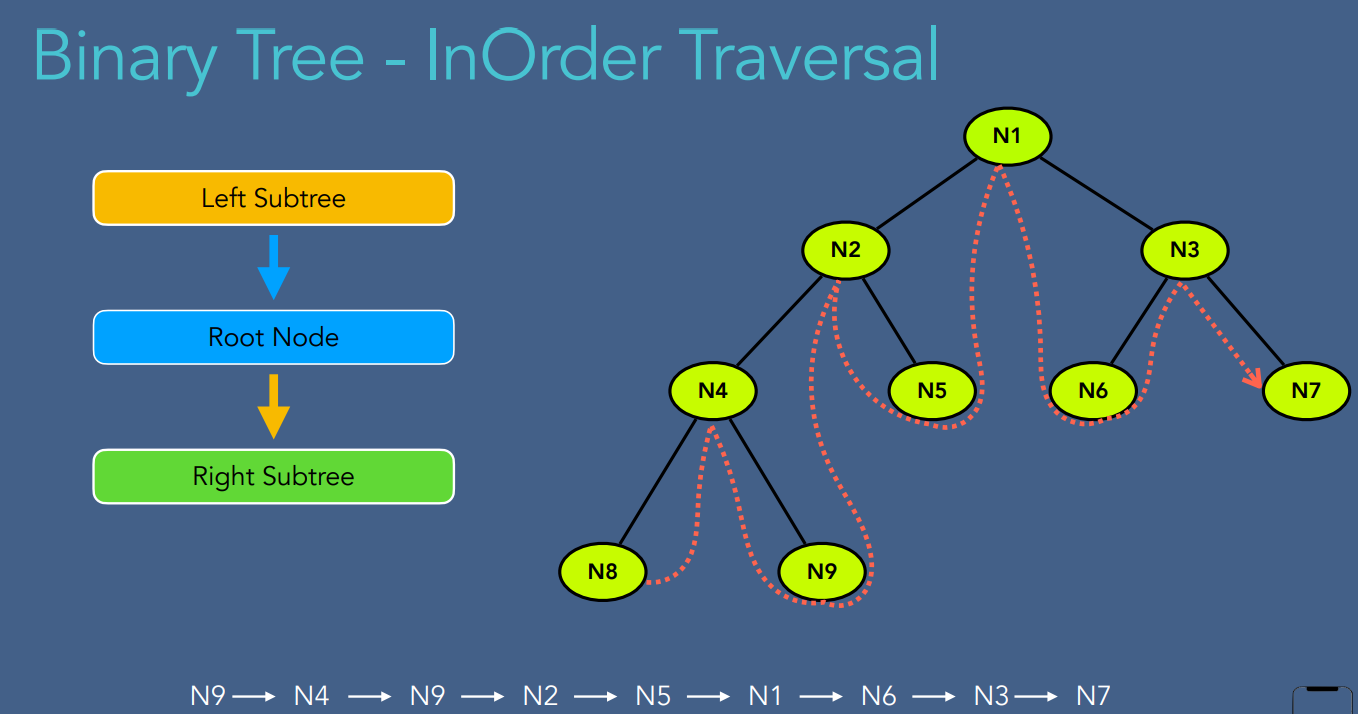 Binary Tree - InOrder Traversal
N1
Left Subtree
N2
N3
Root Node
N4
N5
N6
N7
Right Subtree
N8
N9
N9 N4 N9 N2 N5 N1 N6 N3 N7